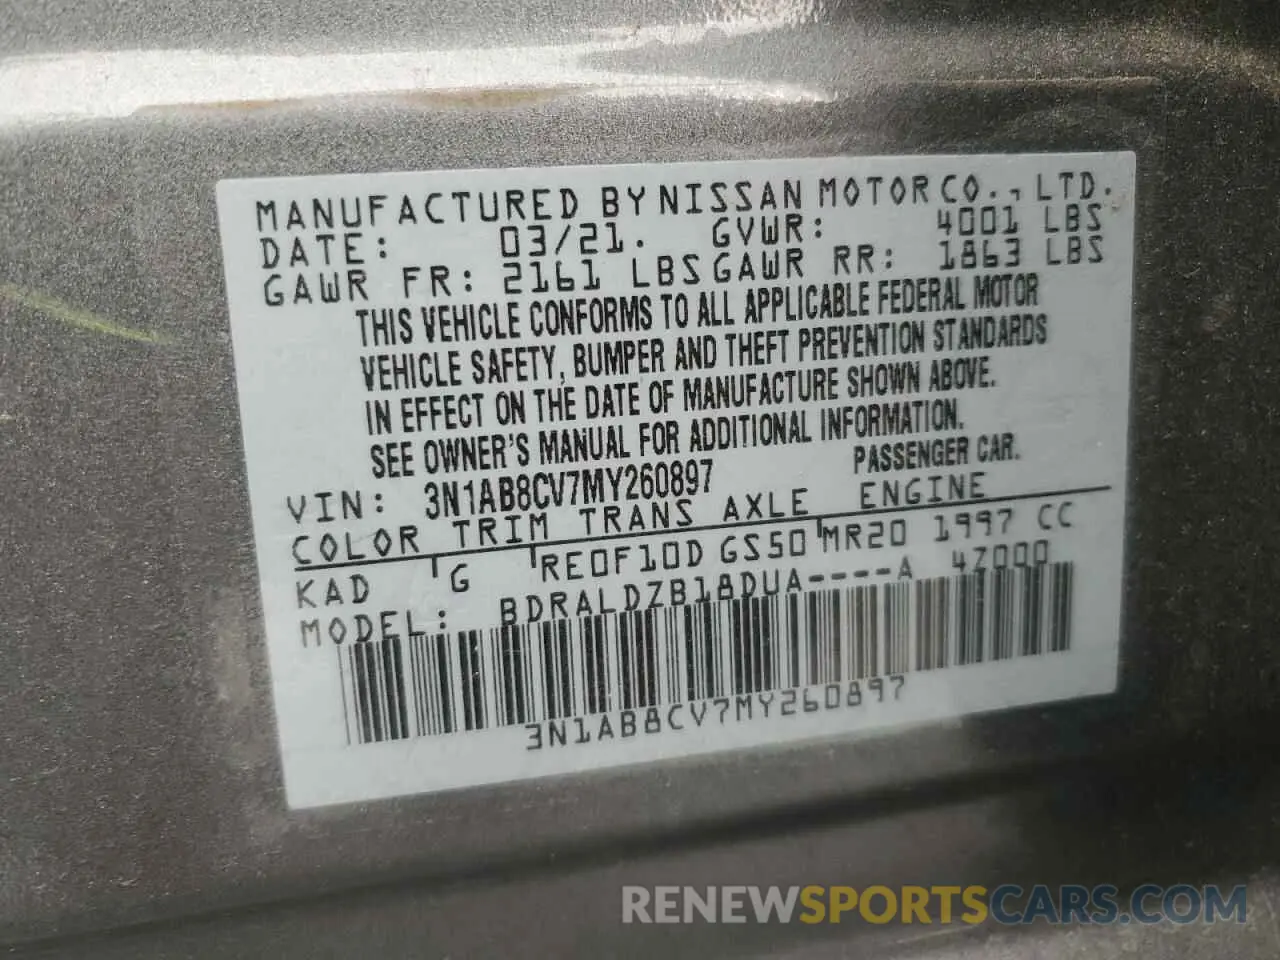 MANUFACTURED BY NISSAN MOTOR CO., LTD.
DATE: 03/21. GVWR: 4001 LBS
GAWR FR: 2161 LBS GAWR RR: 1863 LBS
THIS VEHICLE CONFORMS TO ALL APPLICABLE FEDERAL MOTOR
VEHICLE SAFETY, BUMPER AND THEFT PREVENTION STANDARDS
IN EFFECT ON THE DATE OF MANUFACTURE SHOWN ABOVE.
SEE OWNER'S MANUAL FOR ADDITIONAL INFORMATION.
VIN: 3N1AB8CV7MY260897 PASSENGER CAR.
COLOR TRIM TRANS AXLE ENGINE
KAD G RE0F10D GS50 MR20 1997 CC
MODEL: BDRALDZB18DUA----A 4Z000
3N1AB8CV7MY260897
RENEWSPORTSCARS.COM